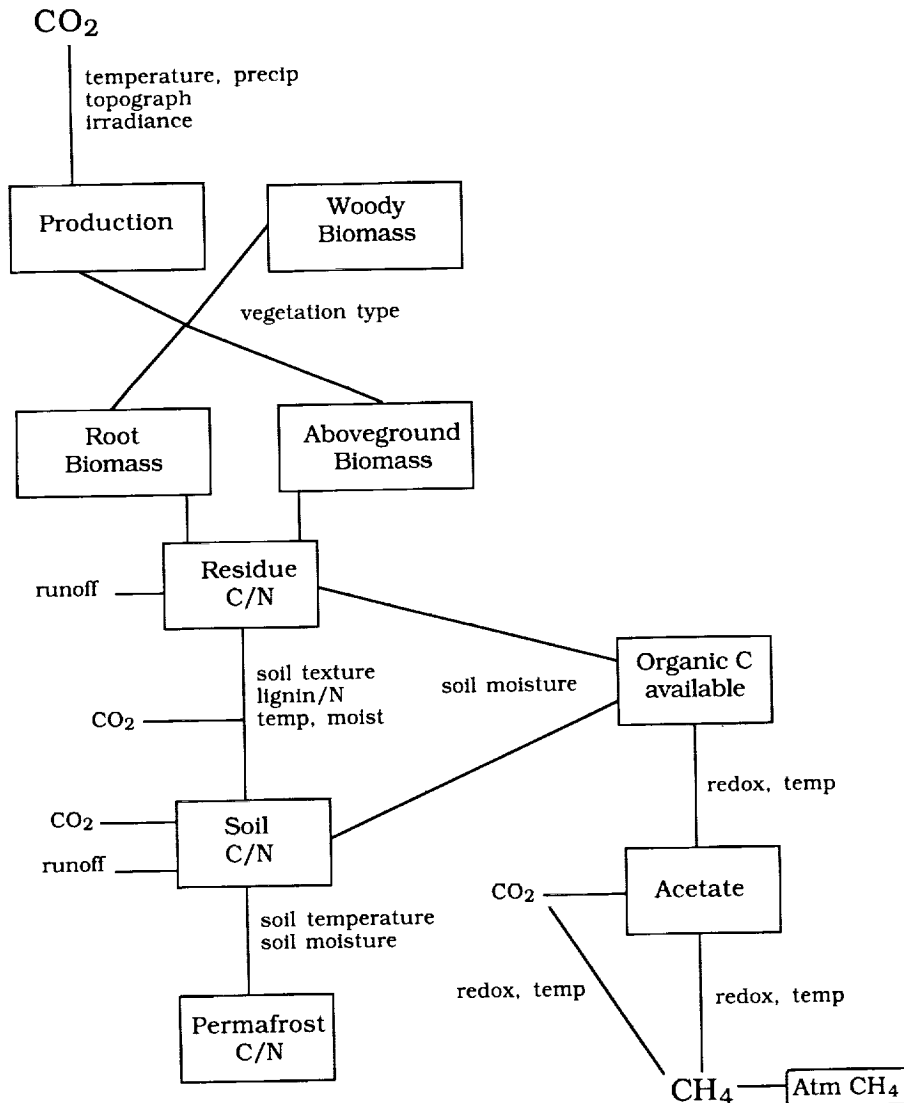 CO₂
temperature, precip
topograph
irradiance
Production
Woody
Biomass
vegetation type
Root
Biomass
Aboveground
Biomass
Residue
C/N
runoff
soil texture
lignin/N
temp, moist
CO₂
soil moisture
Organic C
available
redox, temp
CO₂
runoff
Soil
C/N
CO₂
Acetate
soil temperature
soil moisture
redox, temp
redox, temp
Permafrost
C/N
CH₄
Atm CH₄